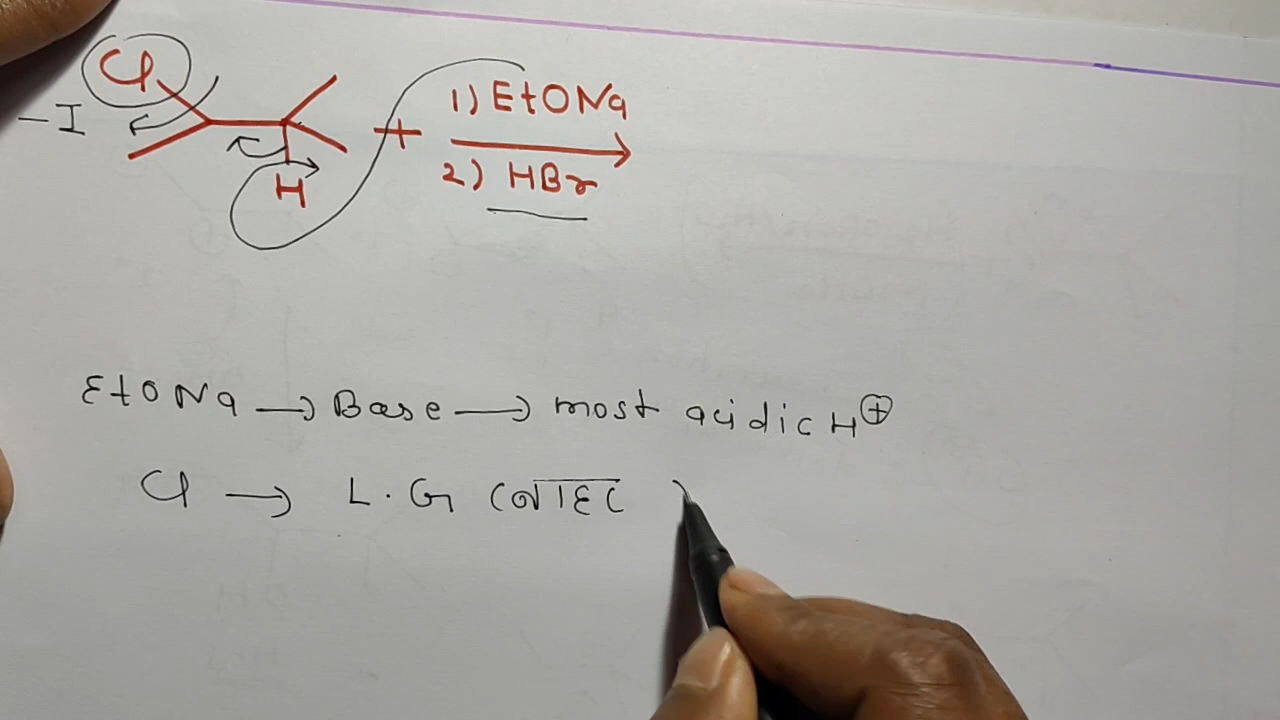 Cl
-I
H
+
1) EtONa
2) HBr
EtONa → Base → most acidic H⊕
Cl → L.G